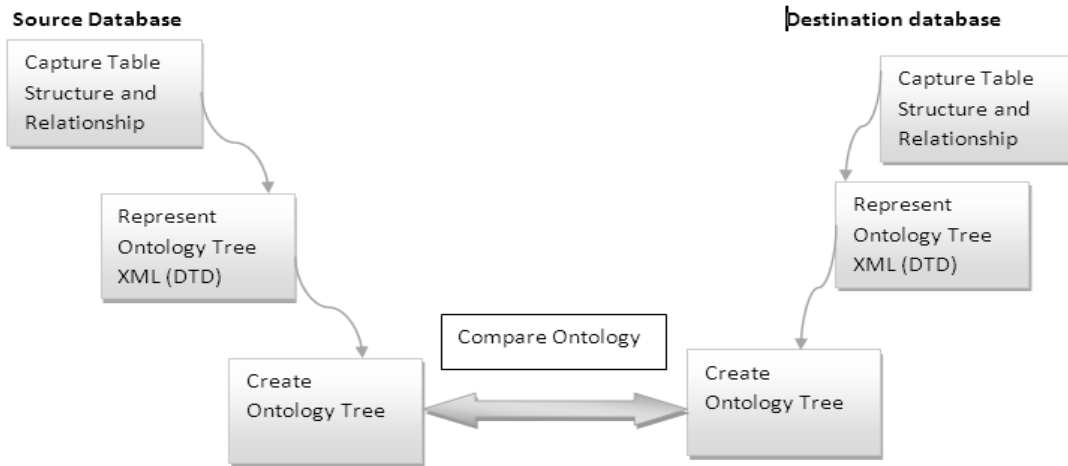 Source Database
Capture Table
Structure and
Relationship
Represent
Ontology Tree
XML (DTD)
Create
Ontology Tree
Compare Ontology
Destination database
Capture Table
Structure and
Relationship
Represent
Ontology Tree
XML (DTD)
Create
Ontology Tree